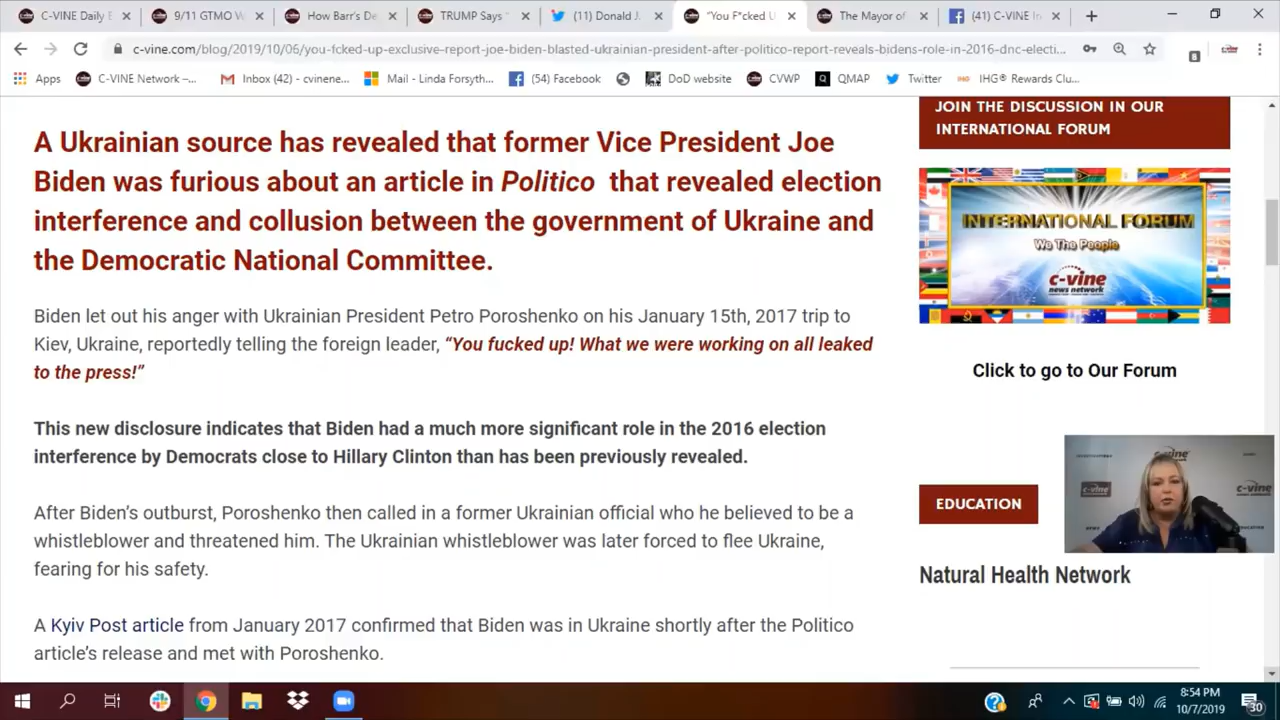 C-VINE Daily E
9/11 GTMO W
How Barr's De
TRUMP Says "
(11) Donald J.
"You F*cked U
The Mayor of
(41) C-VINE In
c-vine.com/blog/2019/10/06/you-fcked-up-exclusive-report-joe-biden-blasted-ukrainian-president-after-politico-report-reveals-bidens-role-in-2016-dnc-electi...
Apps
C-VINE Network –...
Inbox (42) - cvinene...
Mail - Linda Forsyth...
(54) Facebook
DoD website
CVWP
QMAP
Twitter
IHG® Rewards Clu...
A Ukrainian source has revealed that former Vice President Joe
Biden was furious about an article in Politico that revealed election
interference and collusion between the government of Ukraine and
the Democratic National Committee.
Biden let out his anger with Ukrainian President Petro Poroshenko on his January 15th, 2017 trip to
Kiev, Ukraine, reportedly telling the foreign leader, “You fucked up! What we were working on all leaked
to the press!”
This new disclosure indicates that Biden had a much more significant role in the 2016 election
interference by Democrats close to Hillary Clinton than has been previously revealed.
After Biden’s outburst, Poroshenko then called in a former Ukrainian official who he believed to be a
whistleblower and threatened him. The Ukrainian whistleblower was later forced to flee Ukraine,
fearing for his safety.
A Kyiv Post article from January 2017 confirmed that Biden was in Ukraine shortly after the Politico
article’s release and met with Poroshenko.
JOIN THE DISCUSSION IN OUR
INTERNATIONAL FORUM
INTERNATIONAL FORUM
We The People
c-vine
news network
Click to go to Our Forum
EDUCATION
c-vine
c-vine
c-vine
Natural Health Network
8:54 PM
10/7/2019
30